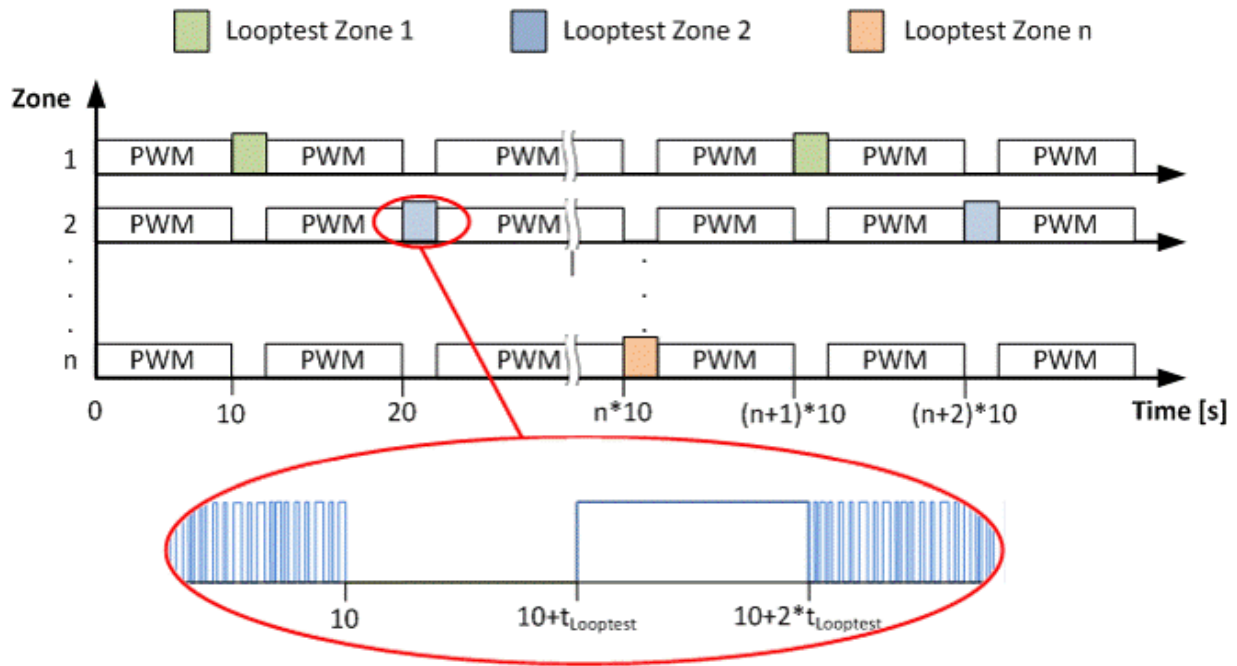 Looptest Zone 1 Looptest Zone 2 Looptest Zone n
Zone
1 PWM PWM PWM PWM PWM PWM
2 PWM PWM PWM PWM PWM PWM
. .
. .
. .
n PWM PWM PWM PWM PWM PWM
0 10 20 n*10 (n+1)*10 (n+2)*10 Time [s]
10 10+tLooptest 10+2*tLooptest